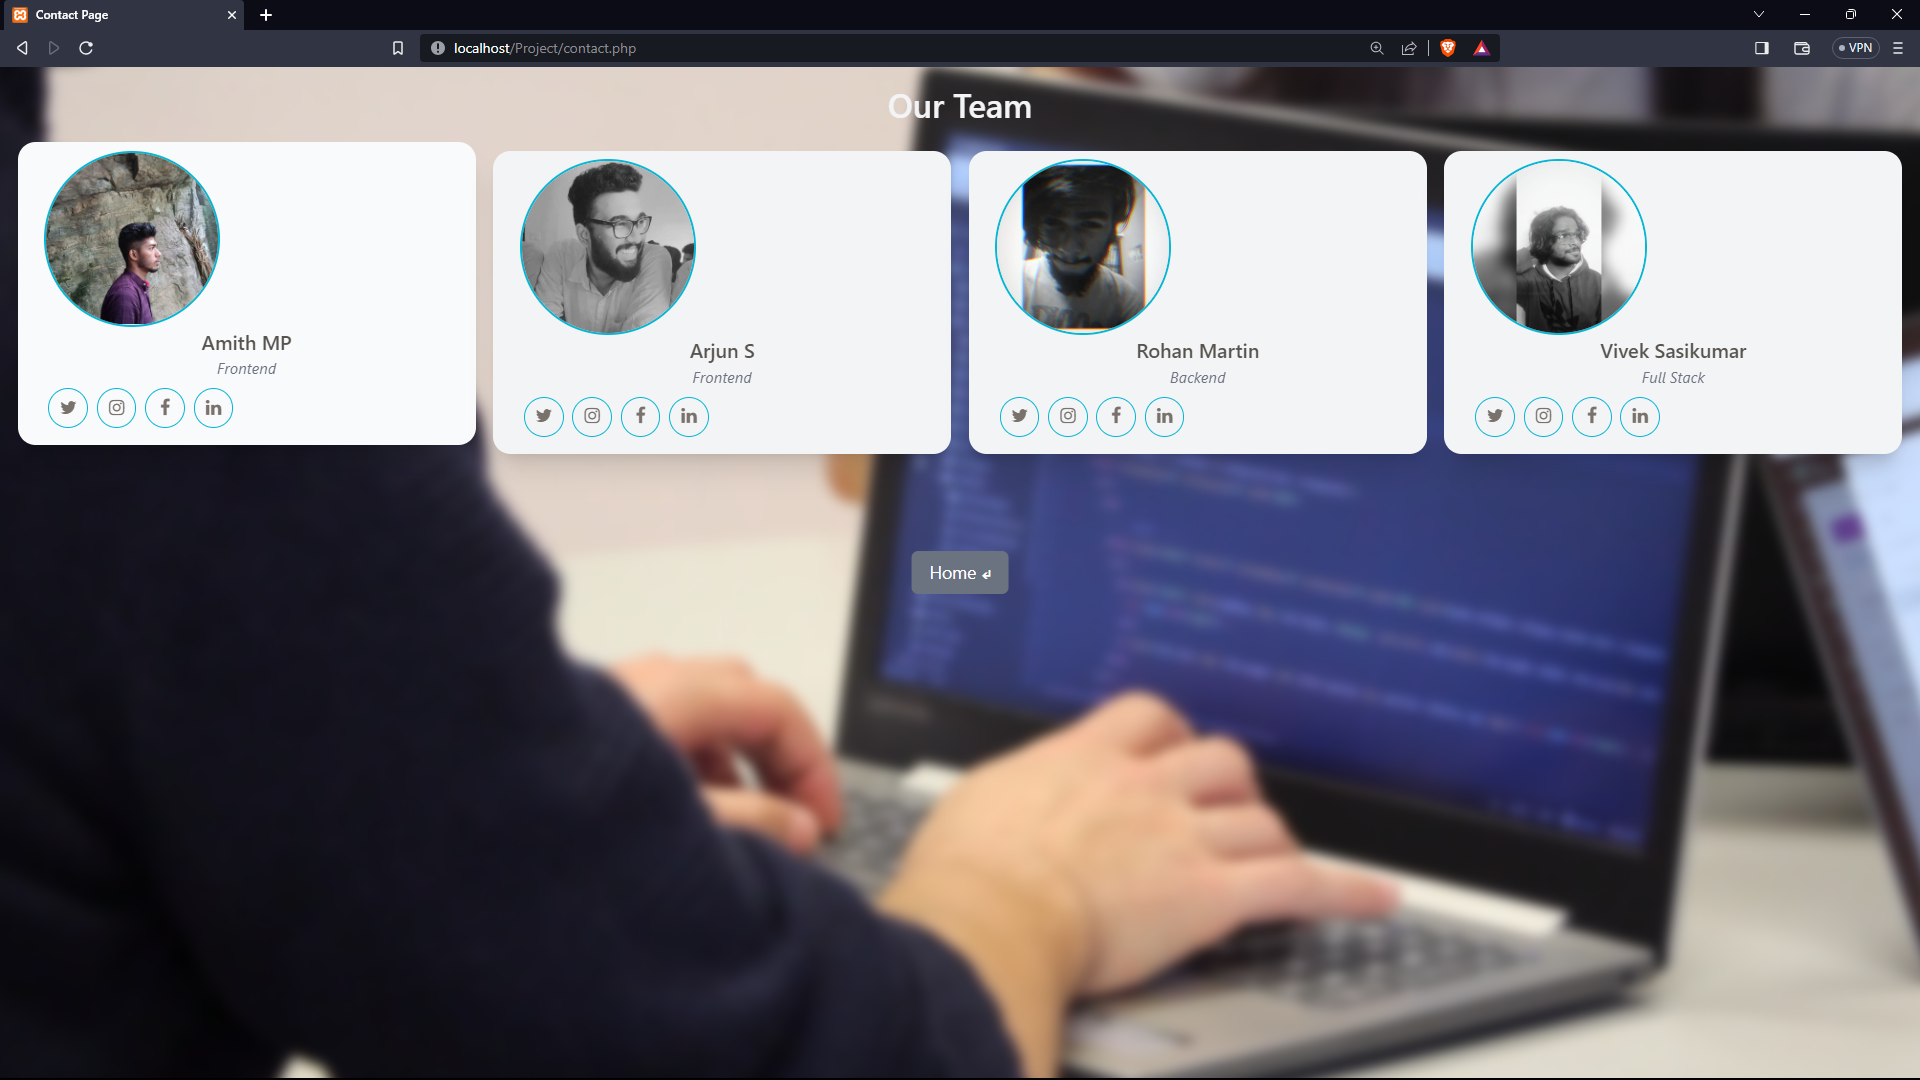 Contact Page
localhost/Project/contact.php
VPN
Our Team
Amith MP
Frontend
Arjun S
Frontend
Rohan Martin
Backend
Vivek Sasikumar
Full Stack
Home